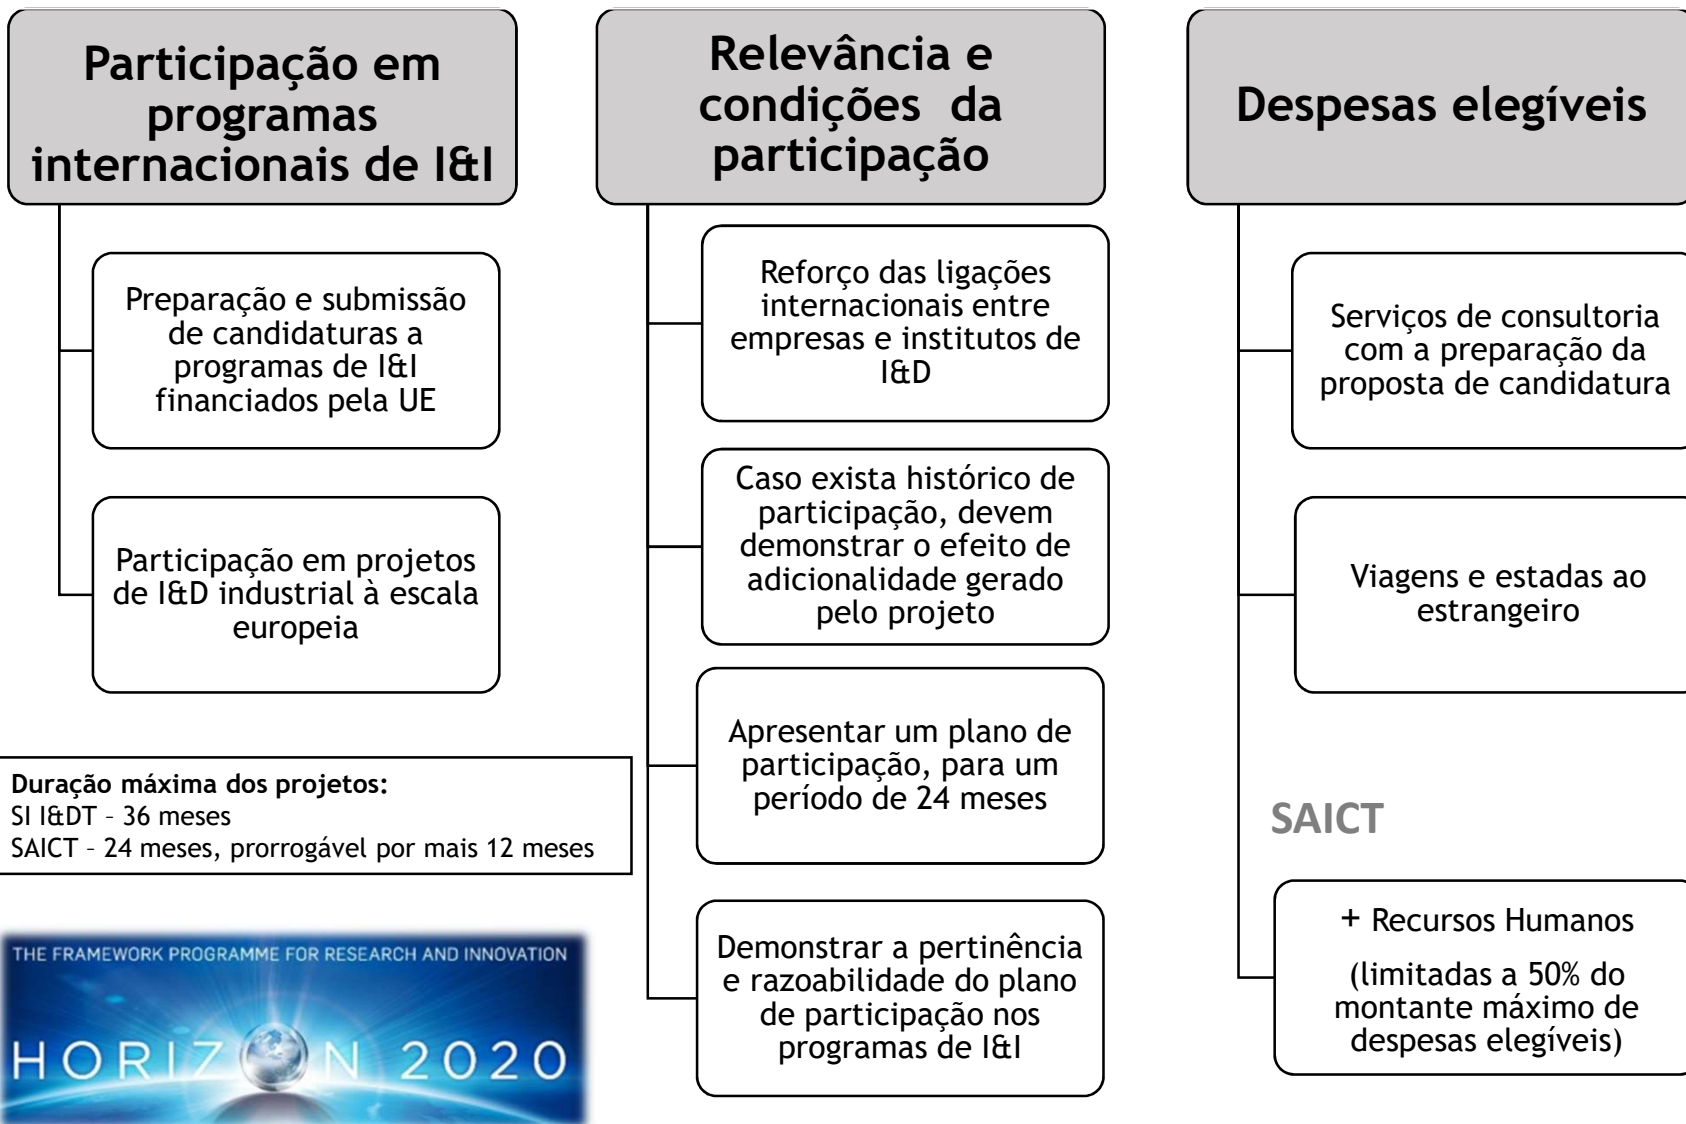 Participação em
programas
internacionais de I&I
Preparação e submissão
de candidaturas a
programas de I&I
financiados pela UE
Participação em projetos
de I&D industrial à escala
europeia
Duração máxima dos projetos:
SI I&DT – 36 meses
SAICT – 24 meses, prorrogável por mais 12 meses
THE FRAMEWORK PROGRAMME FOR RESEARCH AND INNOVATION
HORIZON 2020
Relevância e
condições da
participação
Reforço das ligações
internacionais entre
empresas e institutos de
I&D
Caso exista histórico de
participação, devem
demonstrar o efeito de
adicionalidade gerado
pelo projeto
Apresentar um plano de
participação, para um
período de 24 meses
Demonstrar a pertinência
e razoabilidade do plano
de participação nos
programas de I&I
Despesas elegíveis
Serviços de consultoria
com a preparação da
proposta de candidatura
Viagens e estadas ao
estrangeiro
SAICT
+ Recursos Humanos
(limitadas a 50% do
montante máximo de
despesas elegíveis)